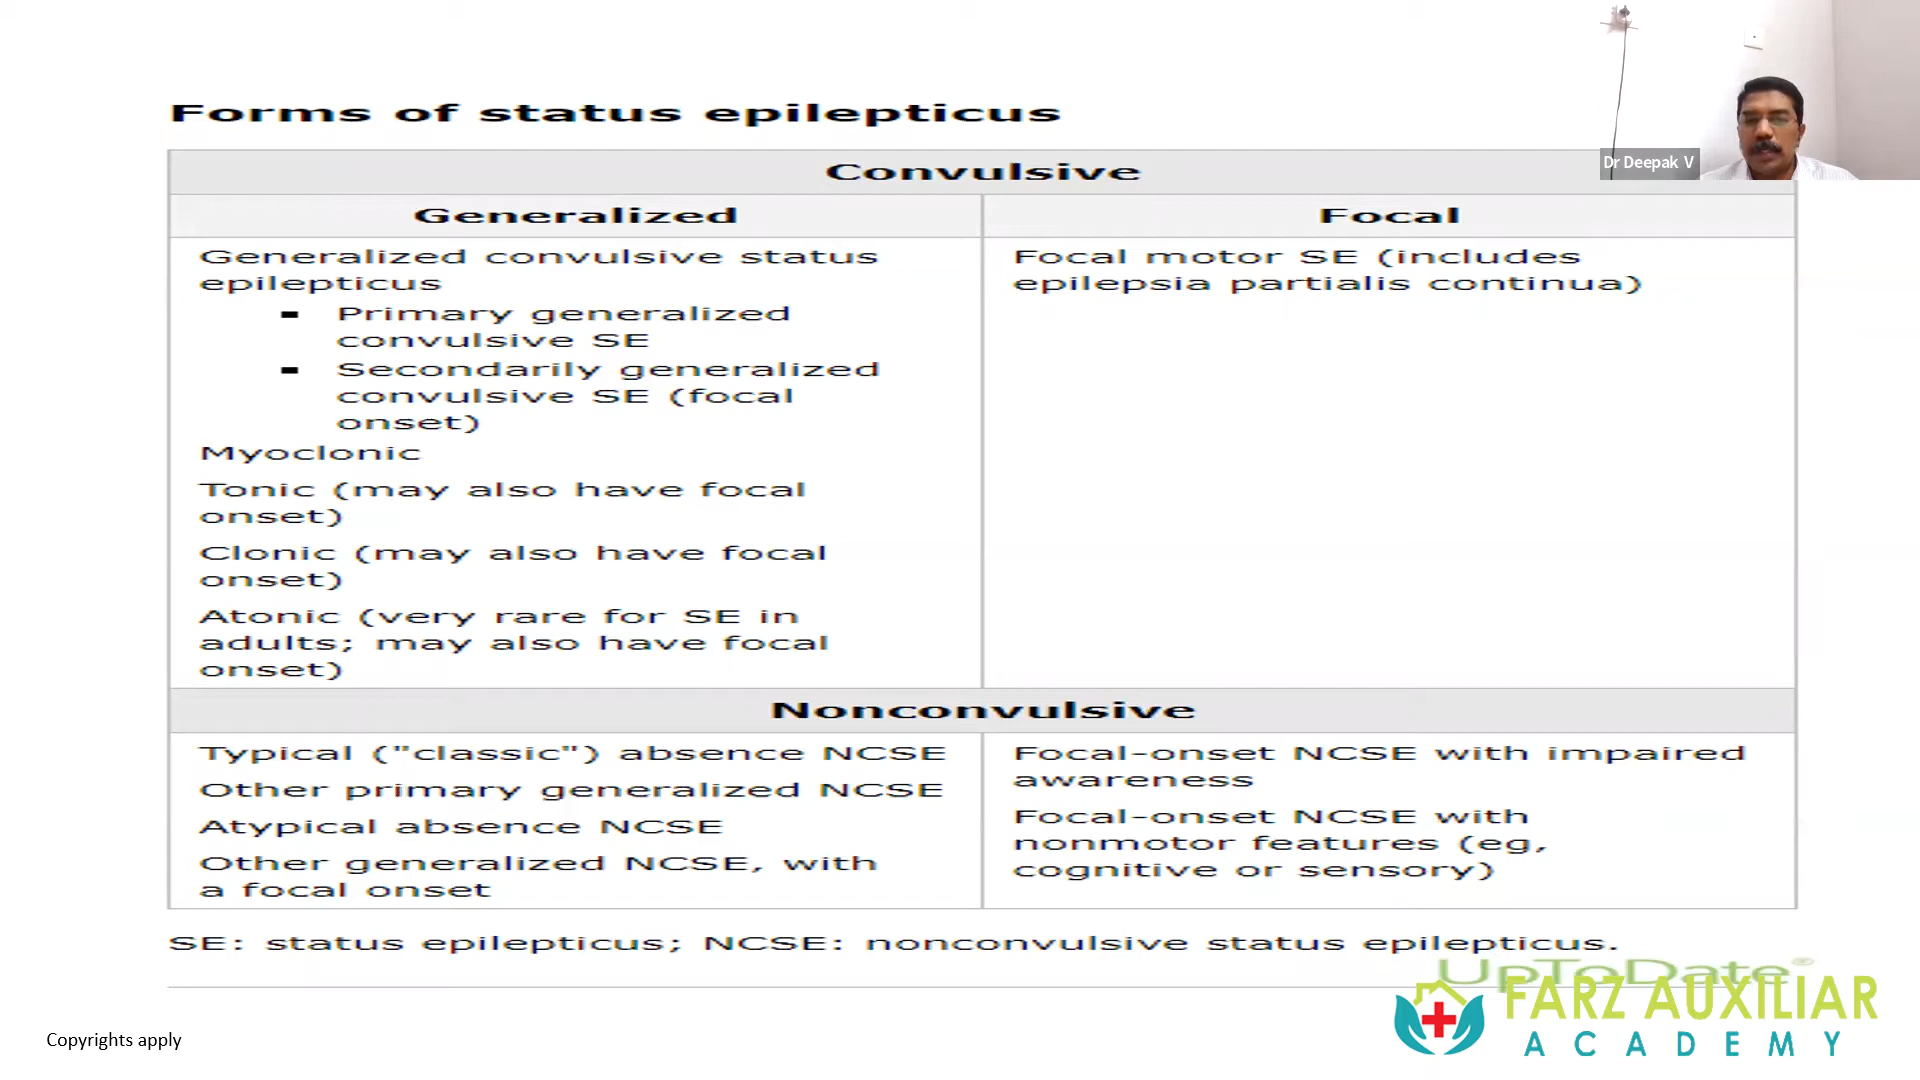 Forms of status epilepticus
Dr Deepak V
Convulsive
Generalized
Focal
Generalized convulsive status
epilepticus
▪ Primary generalized
convulsive SE
▪ Secondarily generalized
convulsive SE (focal
onset)
Myoclonic
Tonic (may also have focal
onset)
Clonic (may also have focal
onset)
Atonic (very rare for SE in
adults; may also have focal
onset)
Focal motor SE (includes
epilepsia partialis continua)
Nonconvulsive
Typical ("classic") absence NCSE
Other primary generalized NCSE
Atypical absence NCSE
Other generalized NCSE, with
a focal onset
Focal-onset NCSE with impaired
awareness
Focal-onset NCSE with
nonmotor features (eg,
cognitive or sensory)
SE: status epilepticus; NCSE: nonconvulsive status epilepticus.
UpToDate®
FARZ AUXILIAR
ACADEMY
Copyrights apply